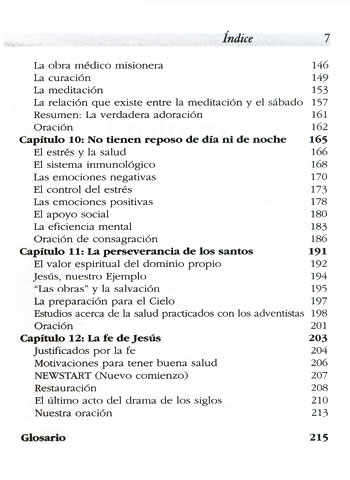 Índice 7
La obra médico misionera 146
La curación 149
La meditación 153
La relación que existe entre la meditación y el sábado 157
Resumen: La verdadera adoración 161
Oración 162
Capítulo 10: No tienen reposo de día ni de noche 165
El estrés y la salud 166
El sistema inmunológico 168
Las emociones negativas 170
El control del estrés 173
Las emociones positivas 178
El apoyo social 180
La eficiencia mental 183
Oración de consagración 186
Capítulo 11: La perseverancia de los santos 191
El valor espiritual del dominio propio 192
Jesús, nuestro Ejemplo 194
"Las obras" y la salvación 195
La preparación para el Cielo 197
Estudios acerca de la salud practicados con los adventistas 198
Oración 201
Capítulo 12: La fe de Jesús 203
Justificados por la fe 204
Motivaciones para tener buena salud 206
NEWSTART (Nuevo comienzo) 207
Restauración 208
El último acto del drama de los siglos 210
Nuestra oración 213
Glosario 215